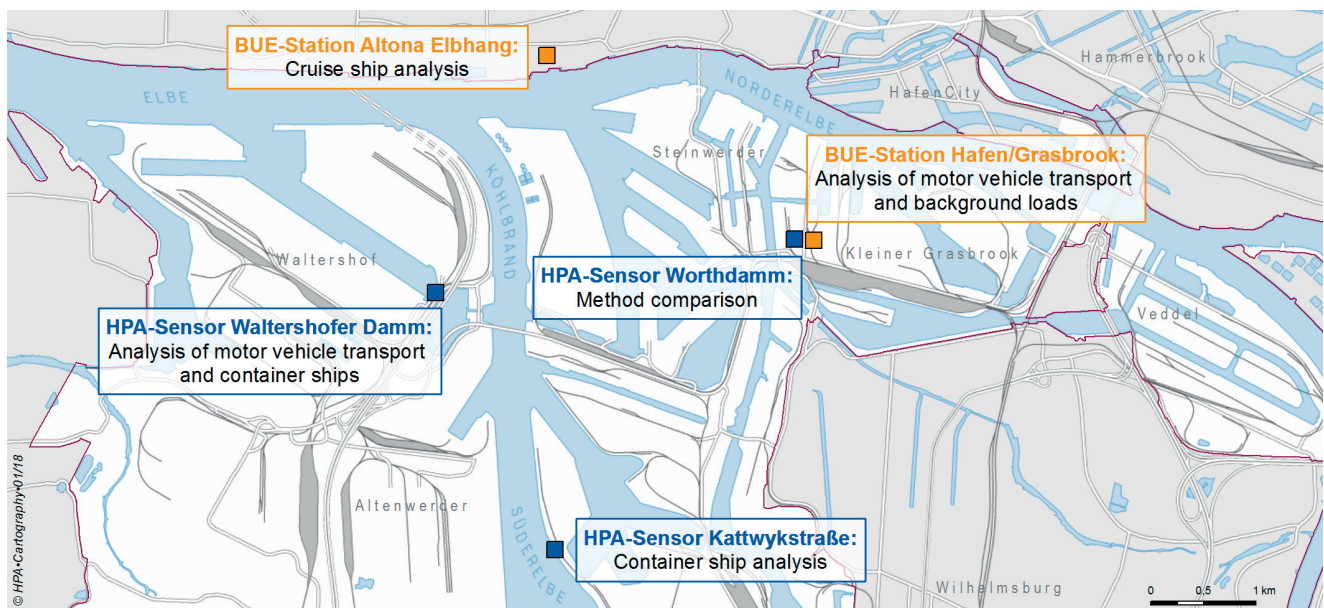 BUE-Station Altona Elbhang:
Cruise ship analysis
Hammerbrook
HafenCity
ELBE
NORDERELBE
Steinwerder
BUE-Station Hafen/Grasbrook:
Analysis of motor vehicle transport
and background loads
KÖHLBRAND
Waltershof
Kleiner Grasbrook
HPA-Sensor Worthdamm:
Method comparison
HPA-Sensor Waltershofer Damm:
Analysis of motor vehicle transport
and container ships
Veddel
Altenwerder
SÜDERELBE
HPA-Sensor Kattwykstraße:
Container ship analysis
Wilhelmsburg
0 0,5 1 km
© HPA•Cartography•01/18